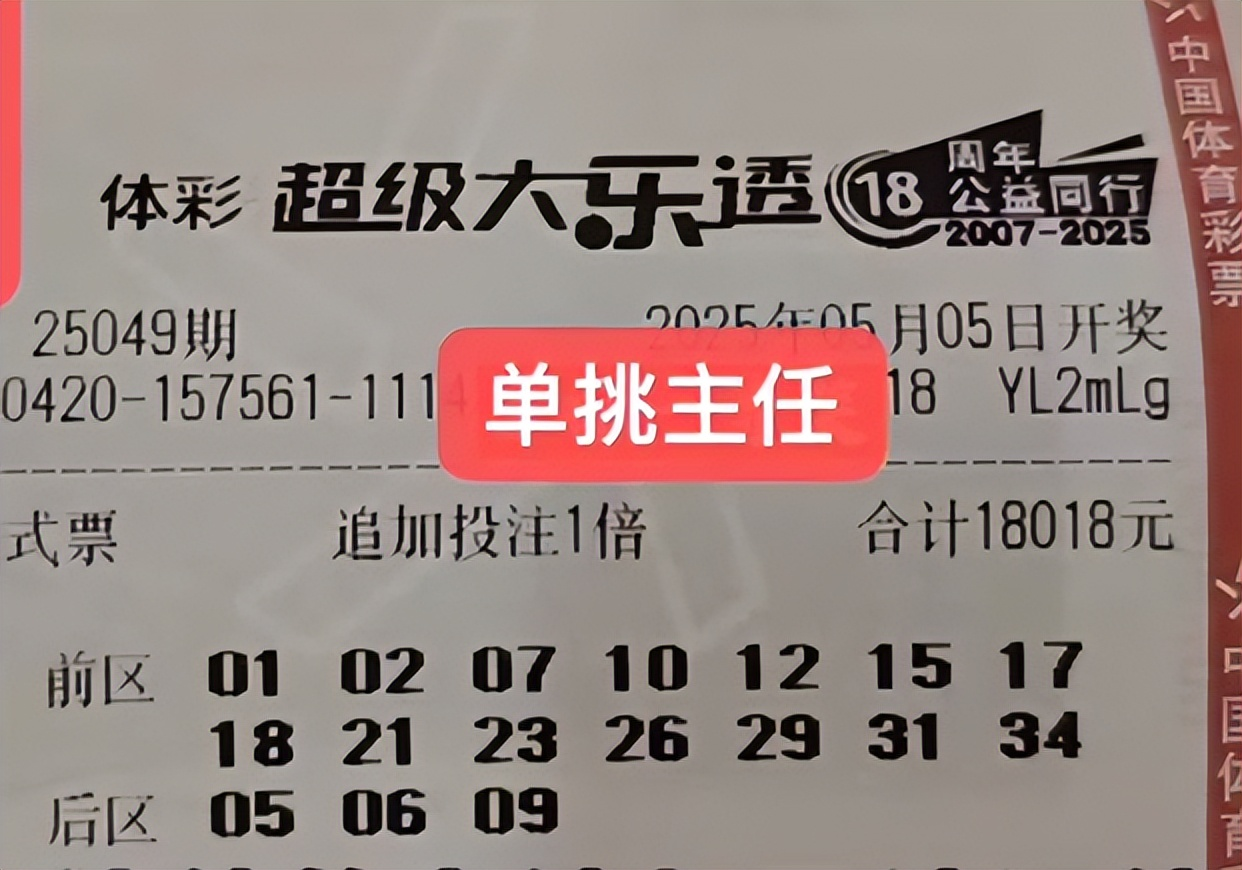 体彩 超级大乐透 18 周年
公益同行
2007-2025
25049期 2025年05月05日开奖
0420-157561-111 18 YL2mLg
单挑主任
式票 追加投注1倍 合计18018元
前区 01 02 07 10 12 15 17
18 21 23 26 29 31 34
后区 05 06 09
中国体育彩票
中国体育